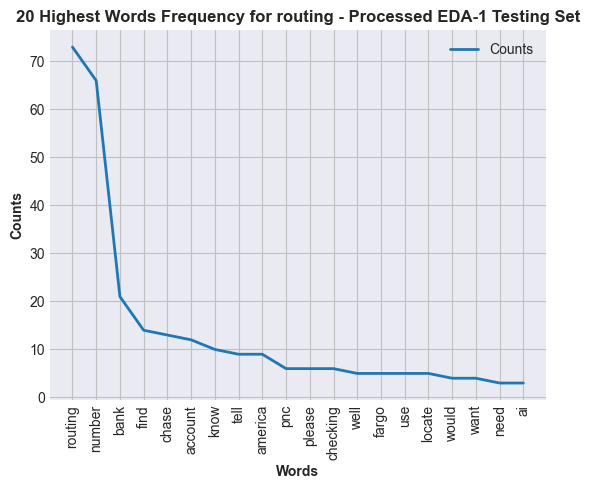 20 Highest Words Frequency for routing - Processed EDA-1 Testing Set
Counts
70
60
50
40
30
20
10
0
Counts
routing
number
bank
find
chase
account
know
tell
america
pnc
please
checking
well
fargo
use
locate
would
want
need
ai
Words